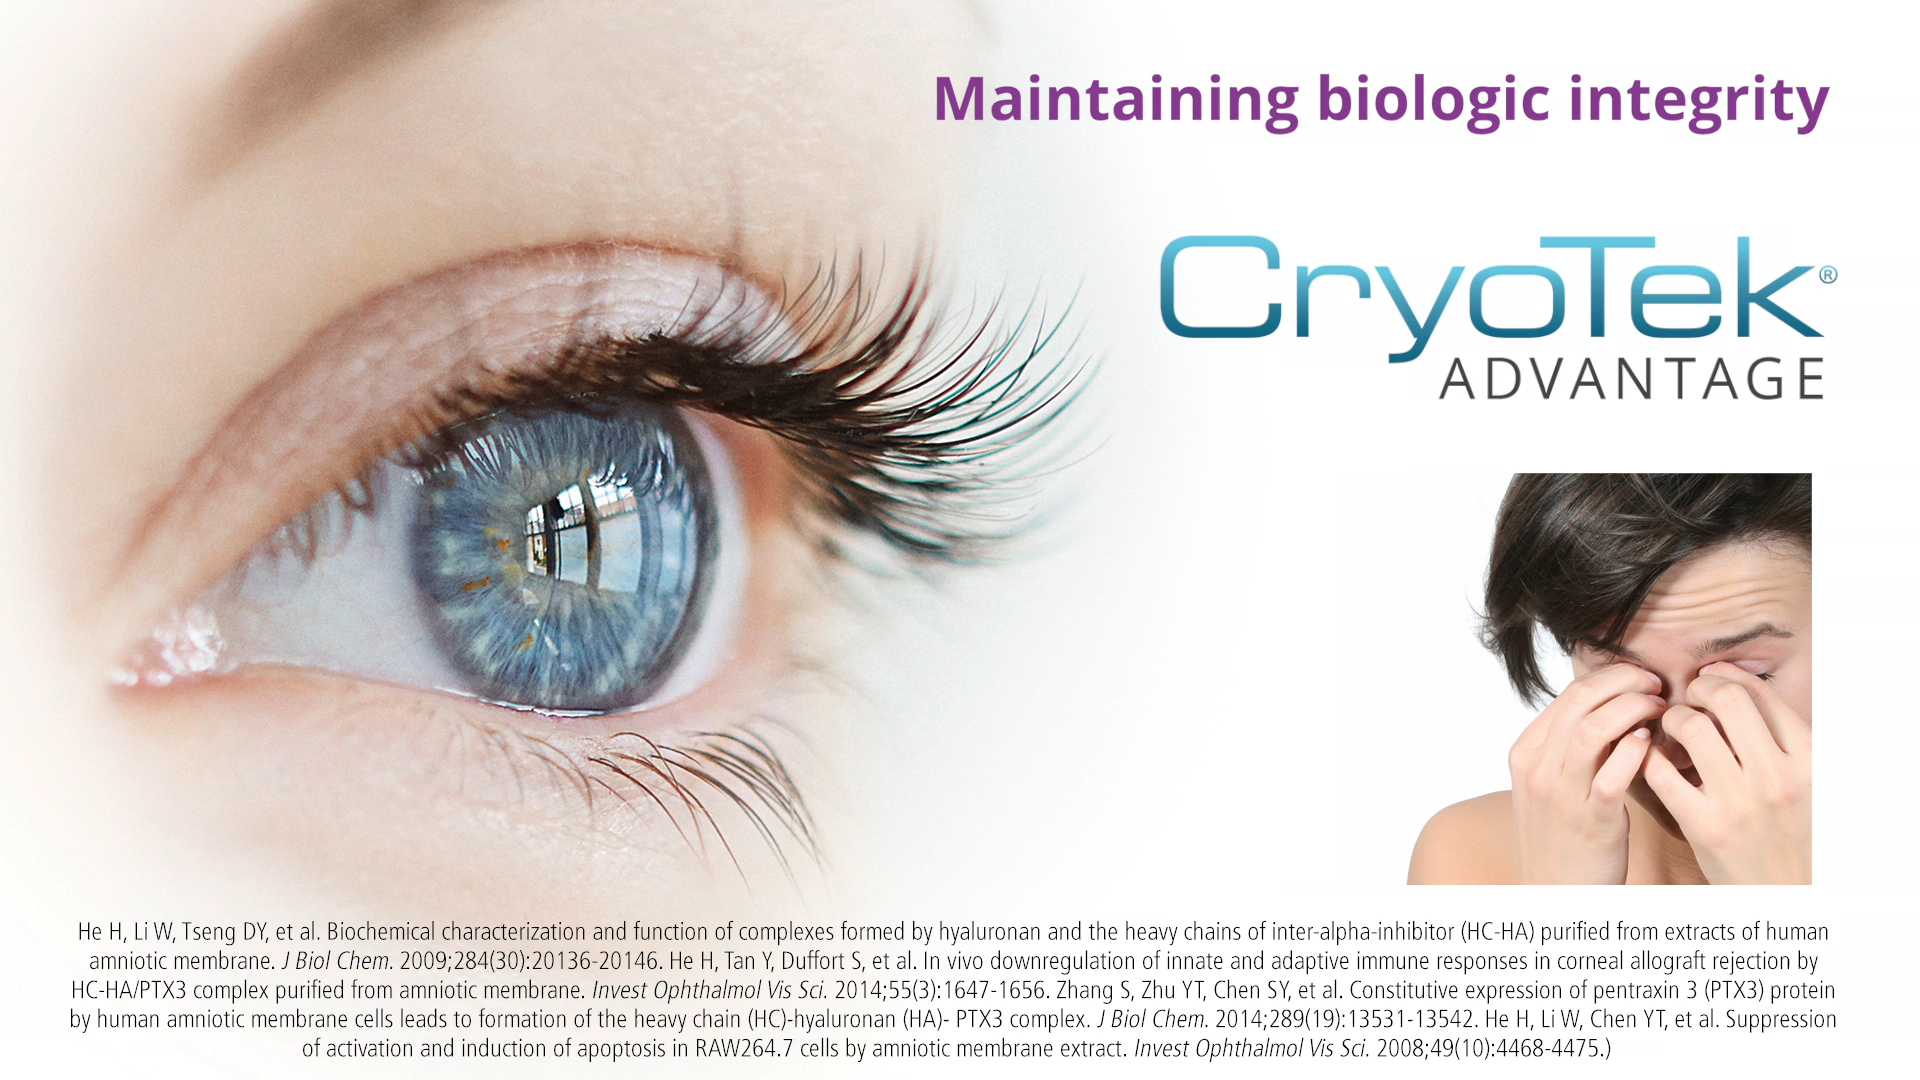 Maintaining biologic integrity
CryoTek®
ADVANTAGE
He H, Li W, Tseng DY, et al. Biochemical characterization and function of complexes formed by hyaluronan and the heavy chains of inter-alpha-inhibitor (HC-HA) purified from extracts of human
amniotic membrane. J Biol Chem. 2009;284(30):20136-20146. He H, Tan Y, Duffort S, et al. In vivo downregulation of innate and adaptive immune responses in corneal allograft rejection by
HC-HA/PTX3 complex purified from amniotic membrane. Invest Ophthalmol Vis Sci. 2014;55(3):1647-1656. Zhang S, Zhu YT, Chen SY, et al. Constitutive expression of pentraxin 3 (PTX3) protein
by human amniotic membrane cells leads to formation of the heavy chain (HC)-hyaluronan (HA)- PTX3 complex. J Biol Chem. 2014;289(19):13531-13542. He H, Li W, Chen YT, et al. Suppression
of activation and induction of apoptosis in RAW264.7 cells by amniotic membrane extract. Invest Ophthalmol Vis Sci. 2008;49(10):4468-4475.)